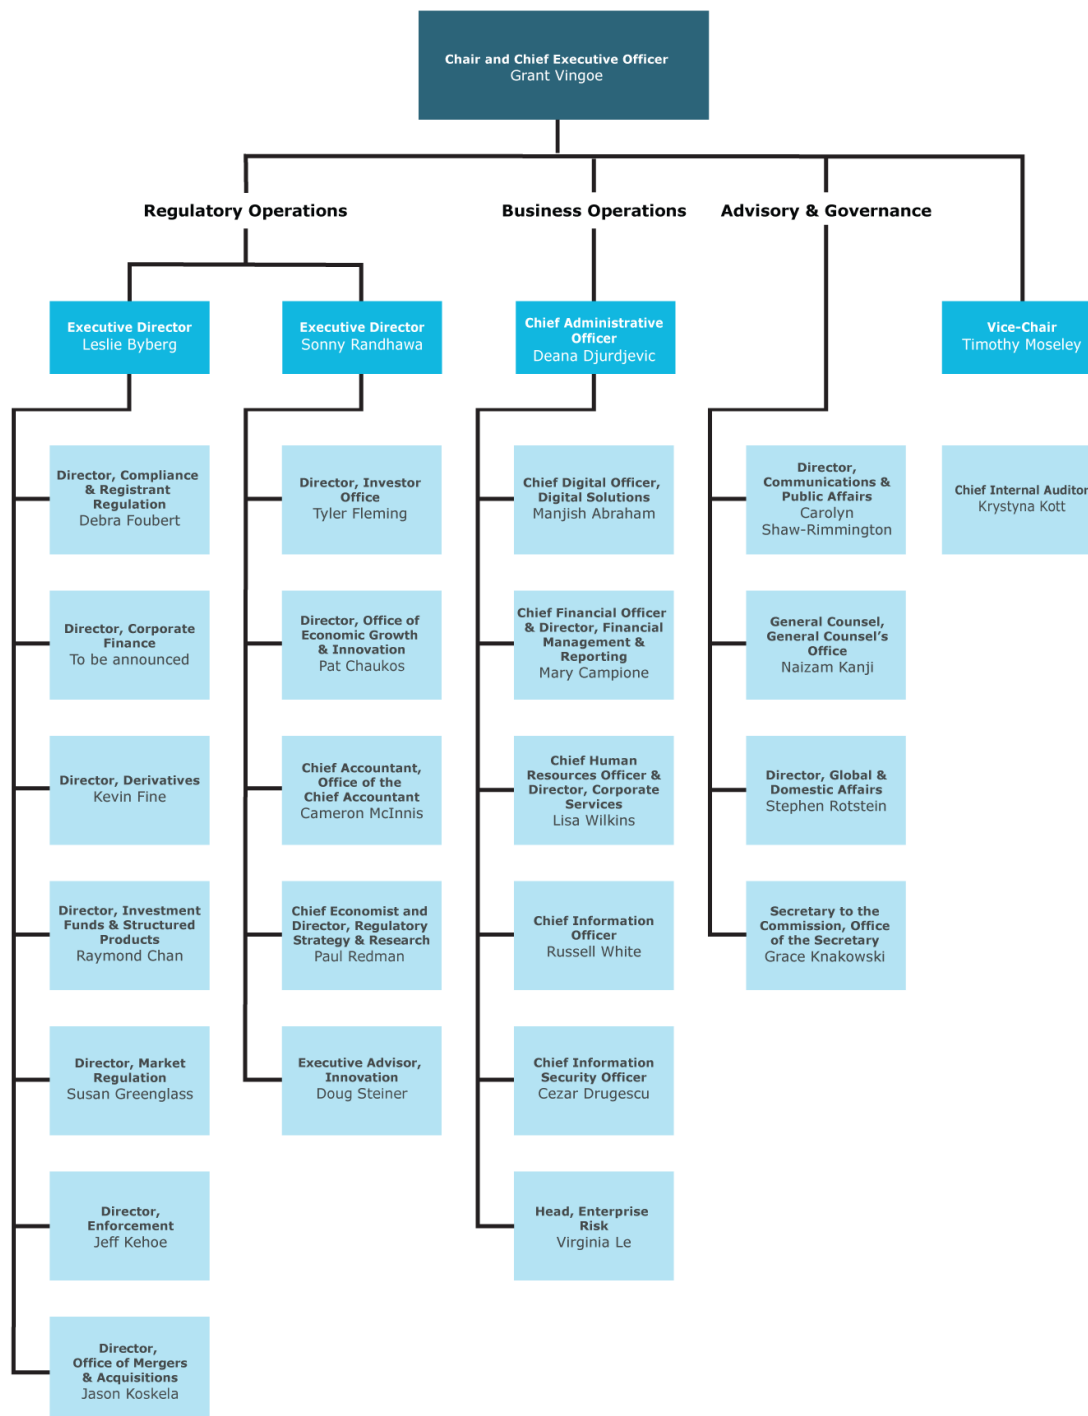 Chair and Chief Executive Officer
Grant Vingoe
Regulatory Operations
Business Operations
Advisory & Governance
Executive Director
Leslie Byberg
Executive Director
Sonny Randhawa
Chief Administrative
Officer
Deana Djurdjevic
Vice-Chair
Timothy Moseley
Director, Compliance
& Registrant
Regulation
Debra Foubert
Director, Corporate
Finance
To be announced
Director, Derivatives
Kevin Fine
Director, Investment
Funds & Structured
Products
Raymond Chan
Director, Market
Regulation
Susan Greenglass
Director,
Enforcement
Jeff Kehoe
Director,
Office of Mergers
& Acquisitions
Jason Koskela
Director, Investor
Office
Tyler Fleming
Director, Office of
Economic Growth
& Innovation
Pat Chaukos
Chief Accountant,
Office of the
Chief Accountant
Cameron McInnis
Chief Economist and
Director, Regulatory
Strategy & Research
Paul Redman
Executive Advisor,
Innovation
Doug Steiner
Chief Digital Officer,
Digital Solutions
Manjish Abraham
Chief Financial Officer
& Director, Financial
Management &
Reporting
Mary Campione
Chief Human
Resources Officer &
Director, Corporate
Services
Lisa Wilkins
Chief Information
Officer
Russell White
Chief Information
Security Officer
Cezar Drugescu
Head, Enterprise
Risk
Virginia Le
Director,
Communications &
Public Affairs
Carolyn
Shaw-Rimmington
General Counsel,
General Counsel’s
Office
Naizam Kanji
Director, Global &
Domestic Affairs
Stephen Rotstein
Secretary to the
Commission, Office
of the Secretary
Grace Knakowski
Chief Internal Auditor
Krystyna Kott